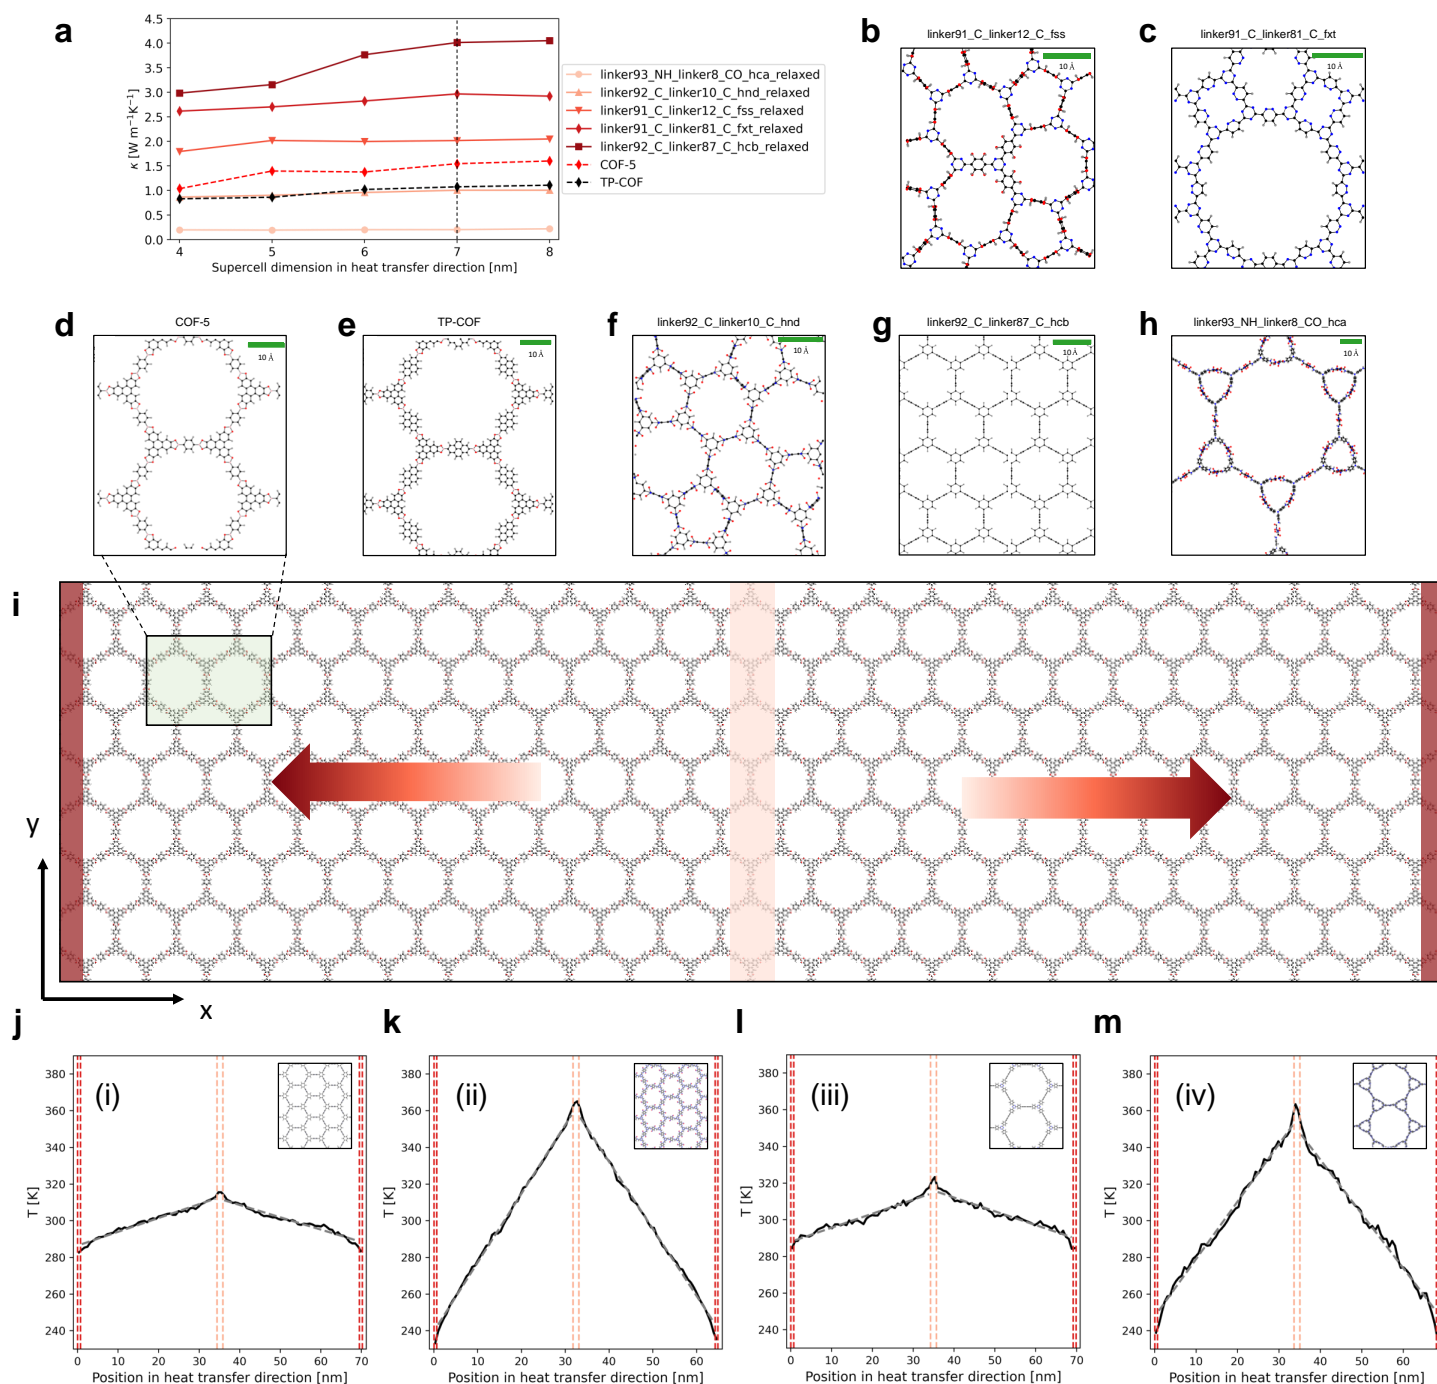 a
4.5
4.0
3.5
3.0
2.5
2.0
1.5
1.0
0.5
0.0
κ [W m⁻¹K⁻¹]
4 5 6 7 8
Supercell dimension in heat transfer direction [nm]
linker93_NH_linker8_CO_hca_relaxed
linker92_C_linker10_C_hnd_relaxed
linker91_C_linker12_C_fss_relaxed
linker91_C_linker81_C_fxt_relaxed
linker92_C_linker87_C_hcb_relaxed
COF-5
TP-COF
b
linker91_C_linker12_C_fss
10 Å
c
linker91_C_linker81_C_fxt
10 Å
d
COF-5
10 Å
e
TP-COF
10 Å
f
linker92_C_linker10_C_hnd
10 Å
g
linker92_C_linker87_C_hcb
10 Å
h
linker93_NH_linker8_CO_hca
10 Å
i
y
x
j
(i)
360
340
320
300
280
260
240
T [K]
0 10 20 30 40 50 60 70
Position in heat transfer direction [nm]
k
(ii)
360
340
320
300
280
260
240
T [K]
0 10 20 30 40 50 60
Position in heat transfer direction [nm]
l
(iii)
360
340
320
300
280
260
240
T [K]
0 10 20 30 40 50 60 70
Position in heat transfer direction [nm]
m
(iv)
360
340
320
300
280
260
240
T [K]
0 10 20 30 40 50 60
Position in heat transfer direction [nm]